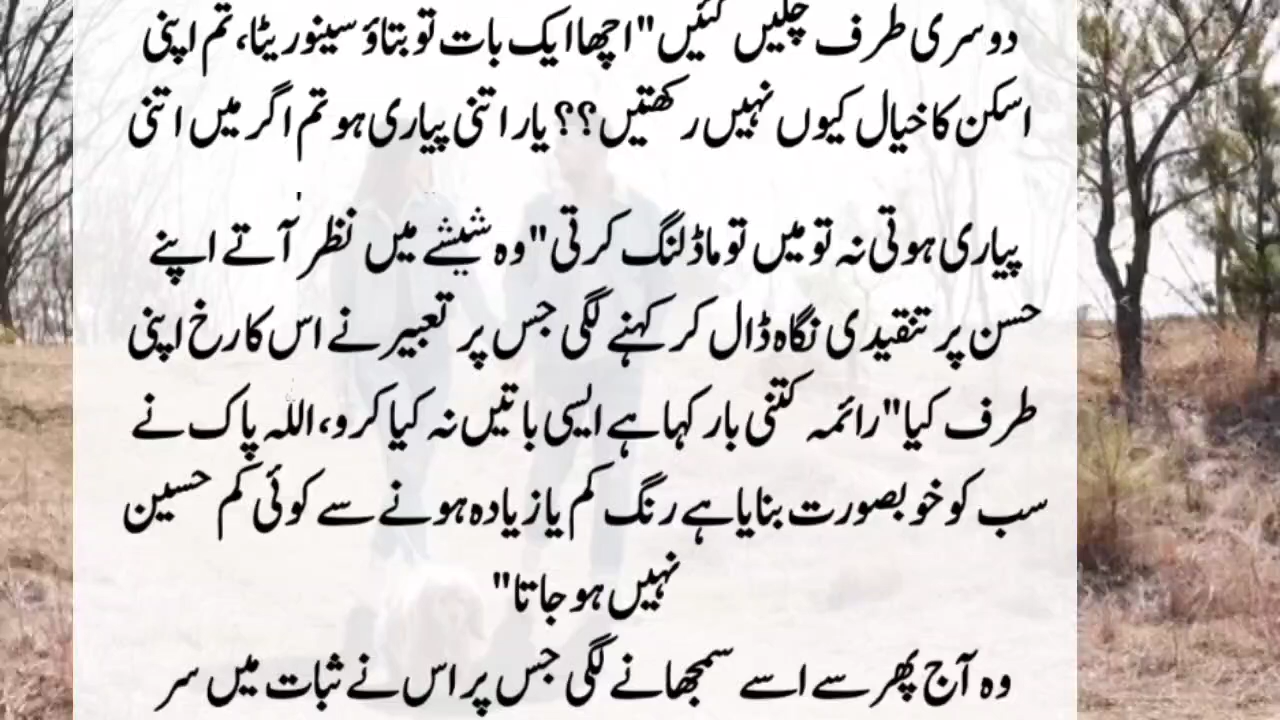 دوسری طرف چلیں گئیں "اچھا ایک بات تو بتاؤ سینوریٹا، تم اپنی
اسکن کا خیال کیوں نہیں رکھتیں؟؟ یار اتنی پیاری ہو تم اگر میں اتنی
پیاری ہوتی نہ تو میں تو ماڈلنگ کرتی" وہ شیشے میں نظر آتے اپنے
حسن پر تنقیدی نگاہ ڈال کر کہنے لگی جس پر تعبیر نے اس کا رخ اپنی
طرف کیا "رائمہ کتنی بار کہا ہے ایسی باتیں نہ کیا کرو، اللہ پاک نے
سب کو خوبصورت بنایا ہے رنگ کم یا زیادہ ہونے سے کوئی کم حسین
نہیں ہو جاتا"
وہ آج پھر سے اسے سمجھانے لگی جس پر اس نے ثبات میں سر